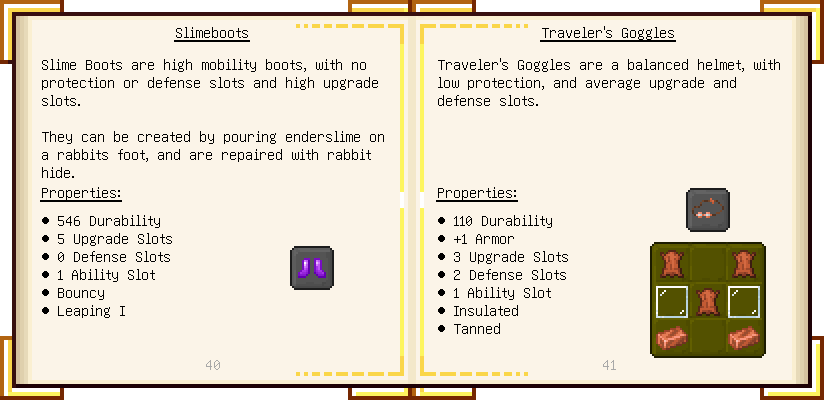 Slimeboots
Slime Boots are high mobility boots, with no
protection or defense slots and high upgrade
slots.
They can be created by pouring enderslime on
a rabbits foot, and are repaired with rabbit
hide.
Properties:
• 546 Durability
• 5 Upgrade Slots
• 0 Defense Slots
• 1 Ability Slot
• Bouncy
• Leaping I
40
Traveler's Goggles
Traveler's Goggles are a balanced helmet, with
low protection, and average upgrade and
defense slots.
Properties:
• 110 Durability
• +1 Armor
• 3 Upgrade Slots
• 2 Defense Slots
• 1 Ability Slot
• Insulated
• Tanned
41